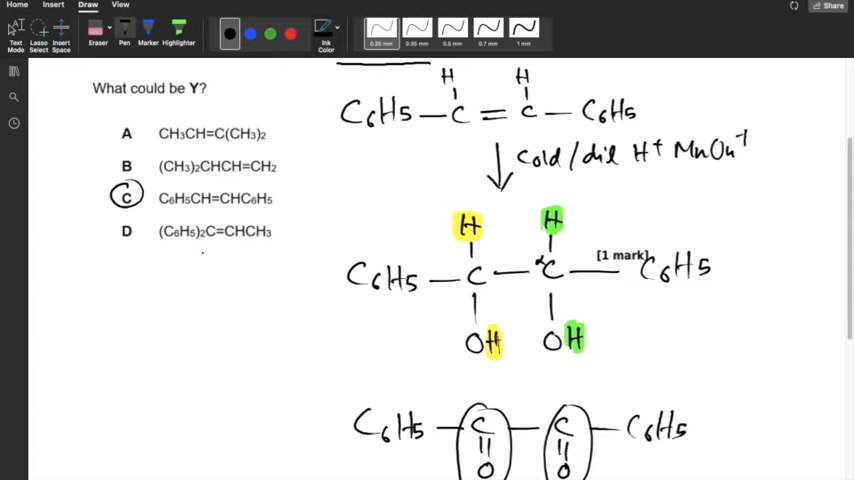 Home Insert Draw View
Share
Text Mode
Lasso Select
Insert Space
Eraser
Pen
Marker
Highlighter
Ink Color
0.25 mm
0.35 mm
0.5 mm
0.7 mm
1 mm
What could be Y?
A CH3CH=C(CH3)2
B (CH3)2CHCH=CH2
C C6H5CH=CHC6H5
D (C6H5)2C=CHCH3
[1 mark]
H H
C6H5 — C = C — C6H5
Cold/dil H+ MnO4-1
H H
C6H5 — C — C — C6H5
OH OH
C6H5 — C — C — C6H5
O O